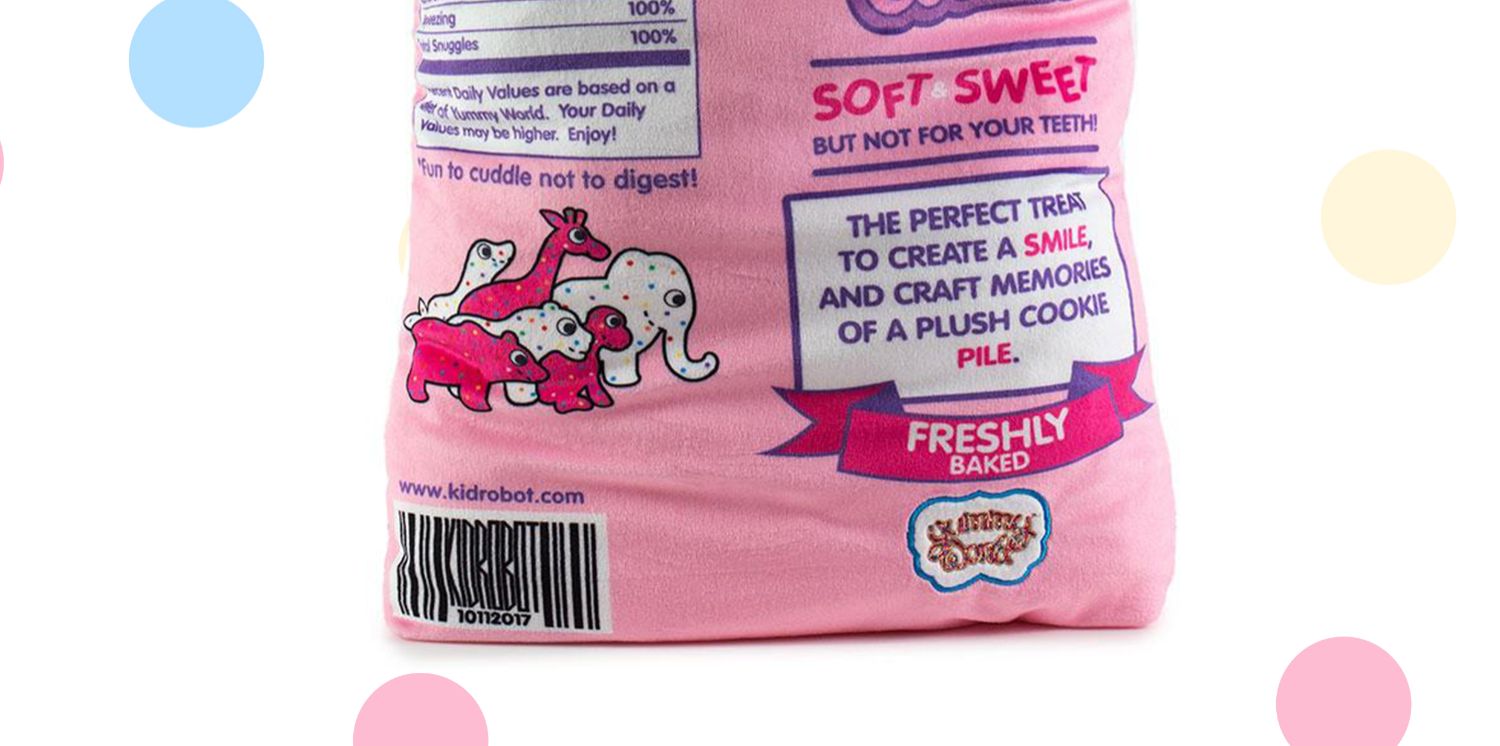 100%
100%
Snuggles
Daily Values are based on a
of Yummy World. Your Daily
Values may be higher. Enjoy!
*Fun to cuddle not to digest!
SOFT & SWEET
BUT NOT FOR YOUR TEETH!
THE PERFECT TREAT
TO CREATE A SMILE,
AND CRAFT MEMORIES
OF A PLUSH COOKIE
PILE.
FRESHLY
BAKED
www.kidrobot.com
KIDROBOT
10112017
Yummy
World